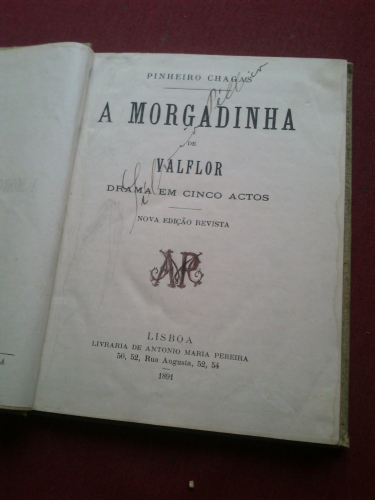 PINHEIRO CHAGAS
A MORGADINHA
DE
VALFLOR
DRAMA EM CINCO ACTOS
NOVA EDIÇÃO REVISTA
LISBOA
LIVRARIA DE ANTONIO MARIA PEREIRA
50, 52, Rua Augusta, 52, 54
1891